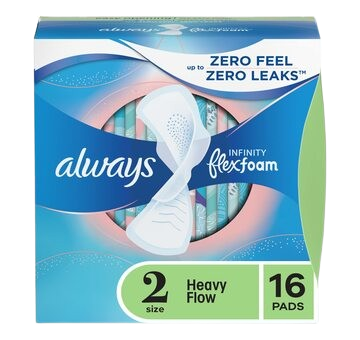 up to ZERO FEEL
ZERO LEAKS™
always
INFINITY
flexfoam
2
size
Heavy
Flow
16
PADS